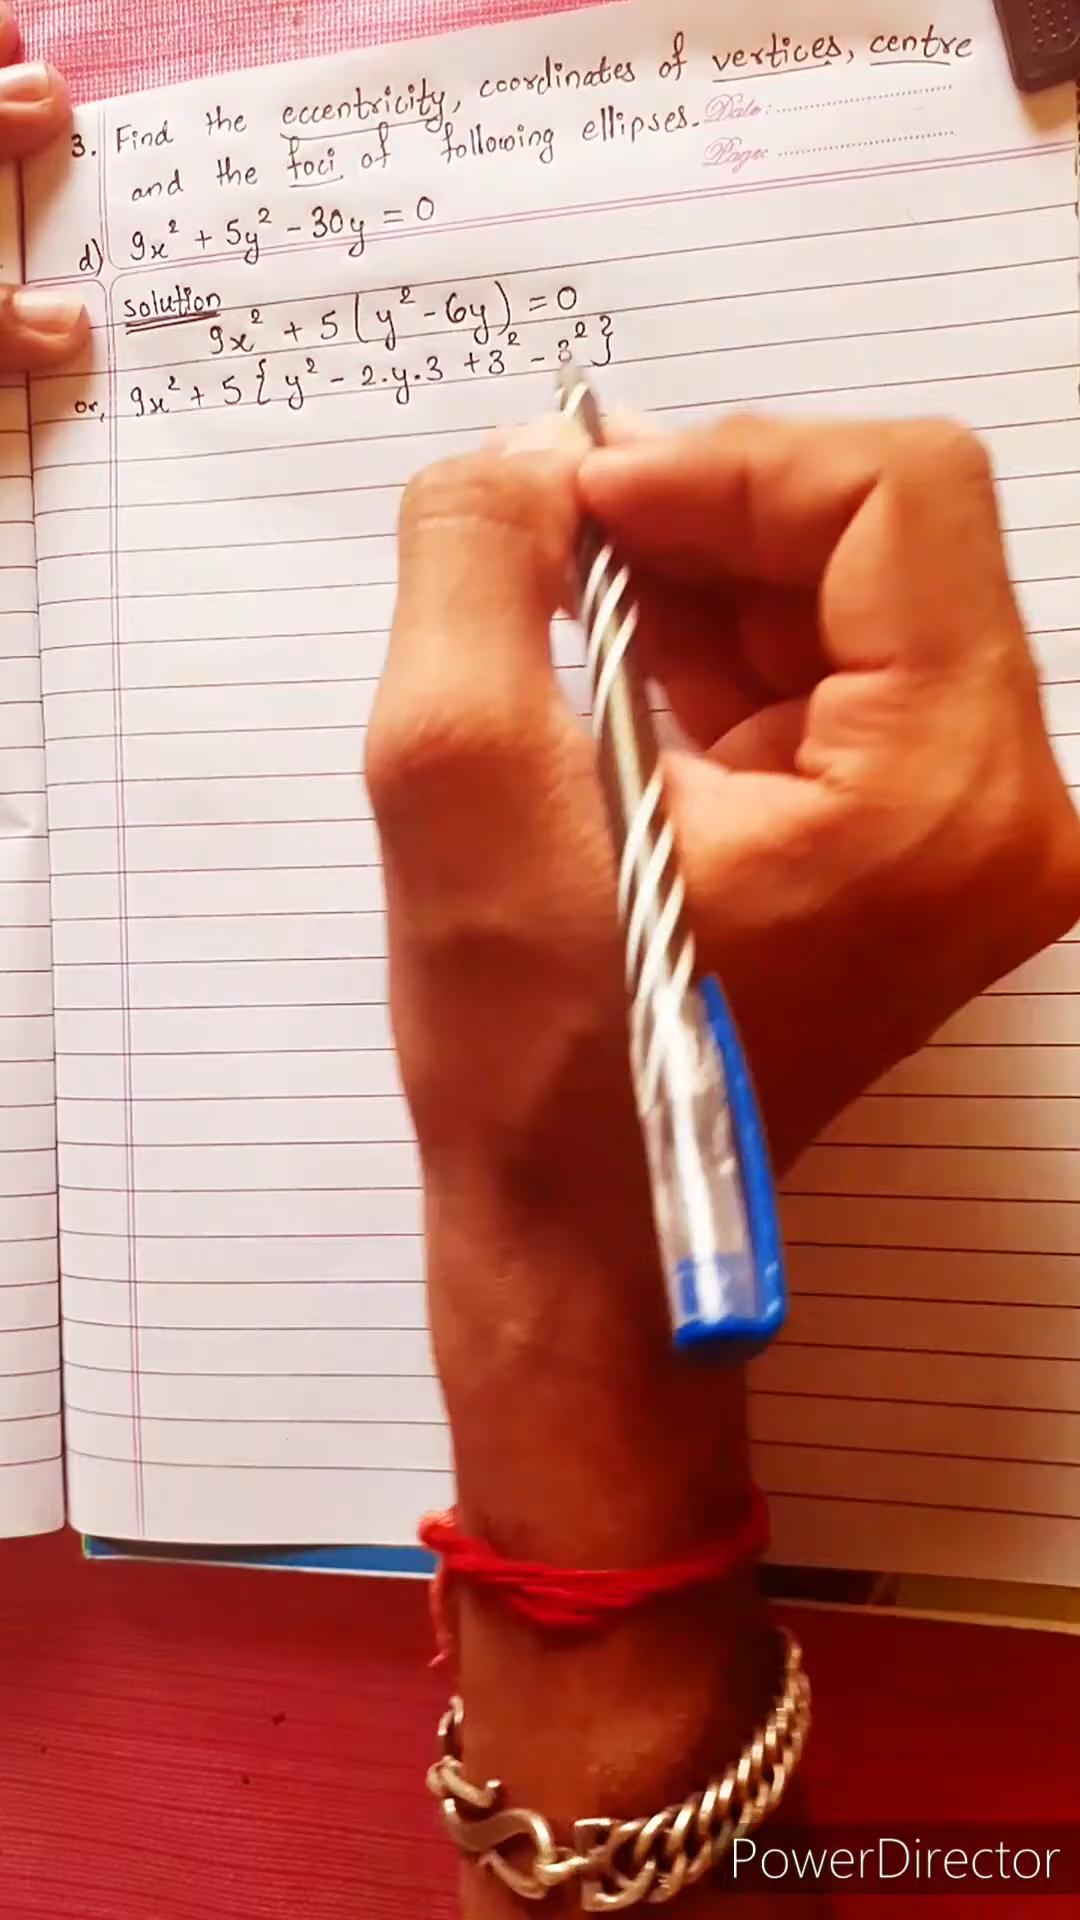 3. Find the eccentricity, coordinates of vertices, centre
and the foci of following ellipses.
Date:
Page:
d) 9x² + 5y² - 30y = 0
solution
9x² + 5(y² - 6y) = 0
or, 9x² + 5{y² - 2.y.3 + 3² - 3²}
PowerDirector